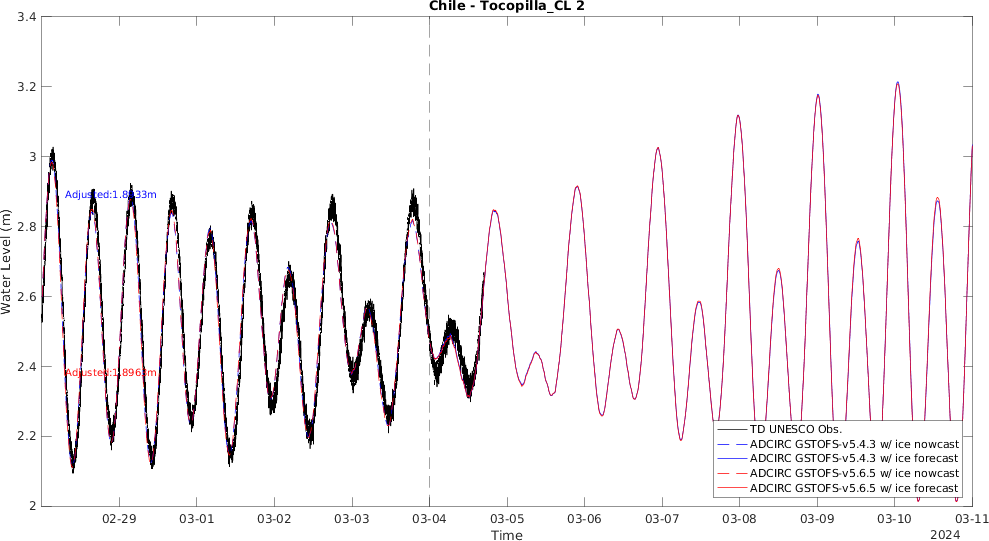 Chile - Tocopilla_CL 2
3.4
3.2
3
2.8
2.6
2.4
2.2
2
Water Level (m)
Adjusted:1.8933m
Adjusted:1.8963m
TD UNESCO Obs.
ADCIRC GSTOFS-v5.4.3 w/ ice nowcast
ADCIRC GSTOFS-v5.4.3 w/ ice forecast
ADCIRC GSTOFS-v5.6.5 w/ ice nowcast
ADCIRC GSTOFS-v5.6.5 w/ ice forecast
02-29 03-01 03-02 03-03 03-04 03-05 03-06 03-07 03-08 03-09 03-10 03-11
Time
2024